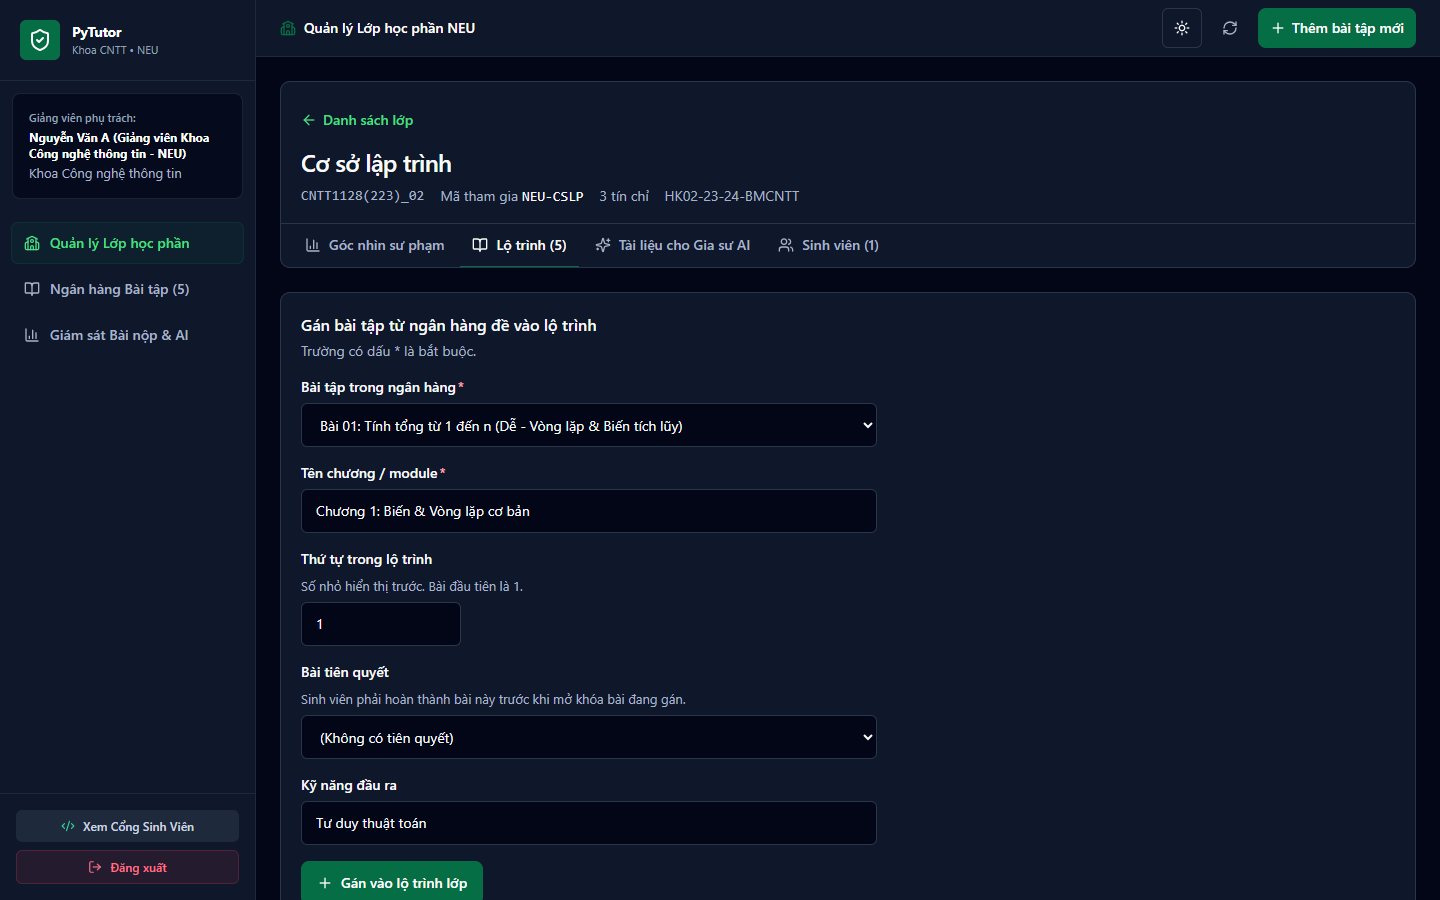 PyTutor
Khoa CNTT • NEU
Giảng viên phụ trách:
Nguyễn Văn A (Giảng viên Khoa
Công nghệ thông tin - NEU)
Khoa Công nghệ thông tin
Quản lý Lớp học phần
Ngân hàng Bài tập (5)
Giám sát Bài nộp & AI
Xem Cổng Sinh Viên
Đăng xuất
Quản lý Lớp học phần NEU
Thêm bài tập mới
Danh sách lớp
Cơ sở lập trình
CNTT1128(223)_02 Mã tham gia NEU-CSLP 3 tín chỉ HK02-23-24-BMCNTT
Góc nhìn sư phạm Lộ trình (5) Tài liệu cho Gia sư AI Sinh viên (1)
Gán bài tập từ ngân hàng đề vào lộ trình
Trường có dấu * là bắt buộc.
Bài tập trong ngân hàng*
Bài 01: Tính tổng từ 1 đến n (Dễ - Vòng lặp & Biến tích lũy)
Tên chương / module*
Chương 1: Biến & Vòng lặp cơ bản
Thứ tự trong lộ trình
Số nhỏ hiển thị trước. Bài đầu tiên là 1.
1
Bài tiên quyết
Sinh viên phải hoàn thành bài này trước khi mở khóa bài đang gán.
(Không có tiên quyết)
Kỹ năng đầu ra
Tư duy thuật toán
Gán vào lộ trình lớp